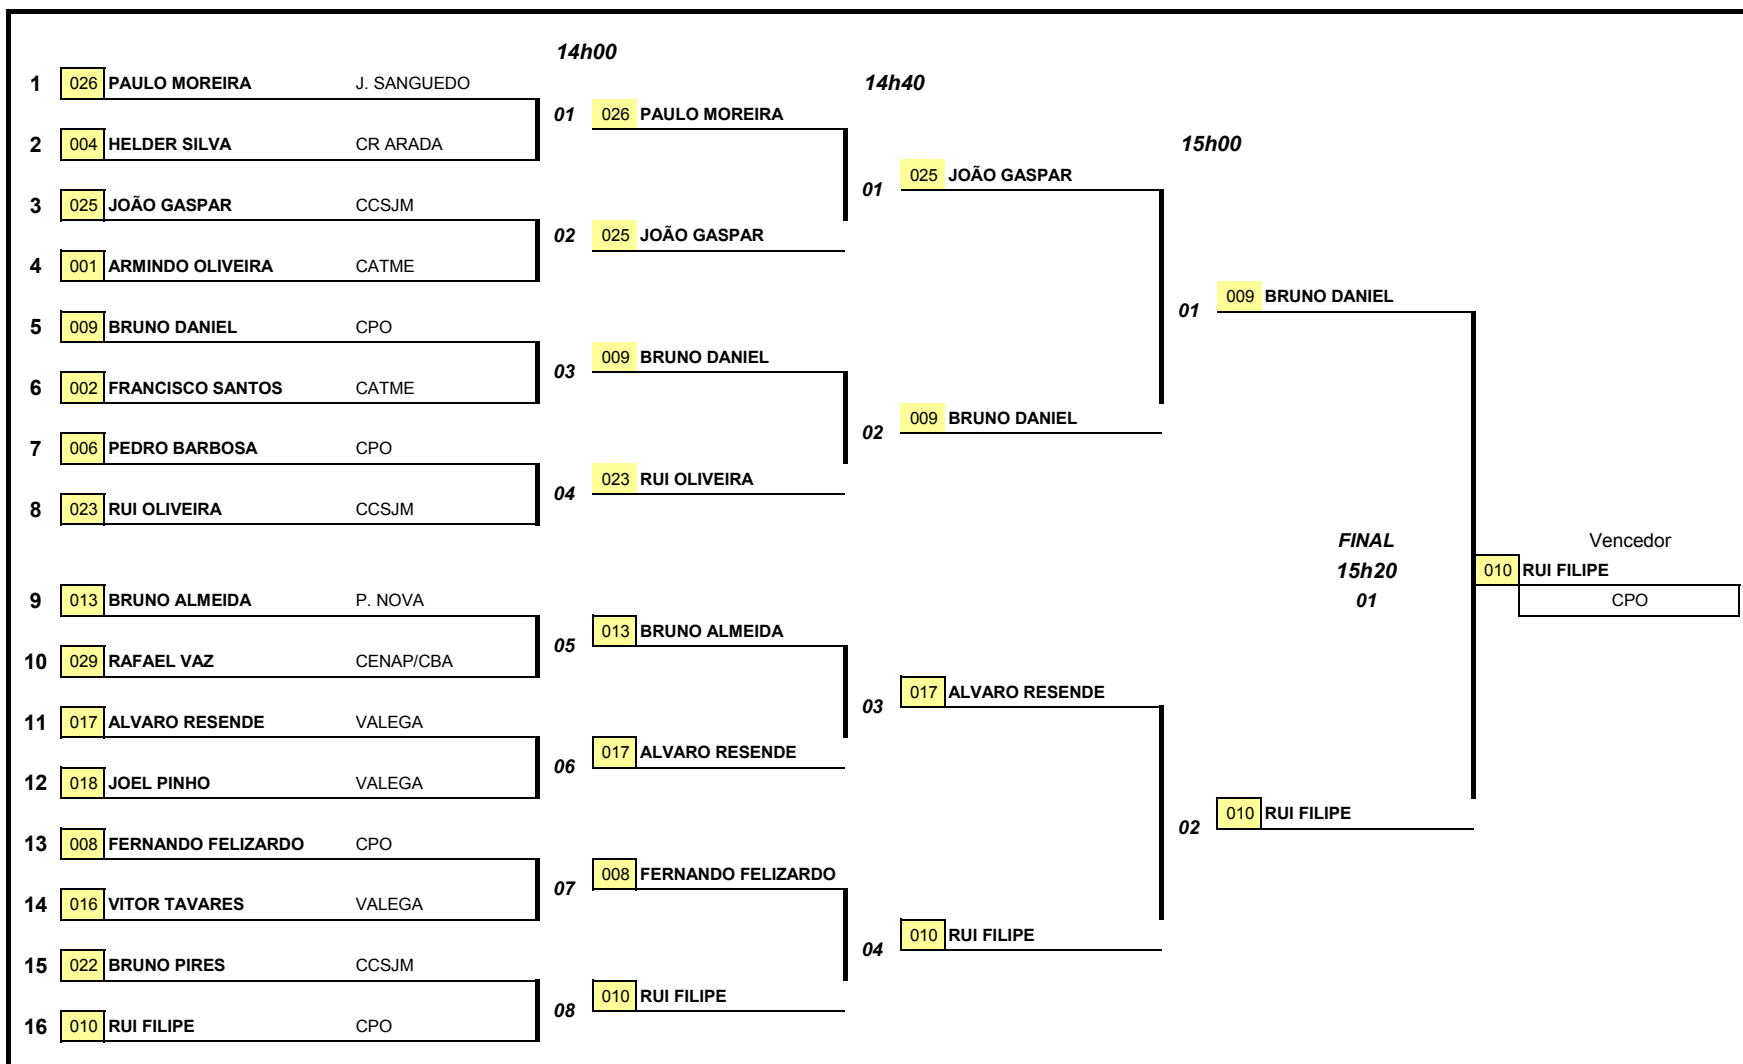 14h00
1 026 PAULO MOREIRA J. SANGUEDO 14h40
01 026 PAULO MOREIRA
2 004 HELDER SILVA CR ARADA 15h00
025 JOÃO GASPAR
01
3 025 JOÃO GASPAR CCSJM
02 025 JOÃO GASPAR
4 001 ARMINDO OLIVEIRA CATME
009 BRUNO DANIEL
01
5 009 BRUNO DANIEL CPO
009 BRUNO DANIEL
03
6 002 FRANCISCO SANTOS CATME
009 BRUNO DANIEL
02
7 006 PEDRO BARBOSA CPO
023 RUI OLIVEIRA
04
8 023 RUI OLIVEIRA CCSJM
FINAL Vencedor
15h20 010 RUI FILIPE
9 013 BRUNO ALMEIDA P. NOVA 01 CPO
013 BRUNO ALMEIDA
05
10 029 RAFAEL VAZ CENAP/CBA
017 ALVARO RESENDE
03
11 017 ALVARO RESENDE VALEGA
017 ALVARO RESENDE
06
12 018 JOEL PINHO VALEGA
010 RUI FILIPE
02
13 008 FERNANDO FELIZARDO CPO
008 FERNANDO FELIZARDO
07
14 016 VITOR TAVARES VALEGA
010 RUI FILIPE
04
15 022 BRUNO PIRES CCSJM
010 RUI FILIPE
08
16 010 RUI FILIPE CPO